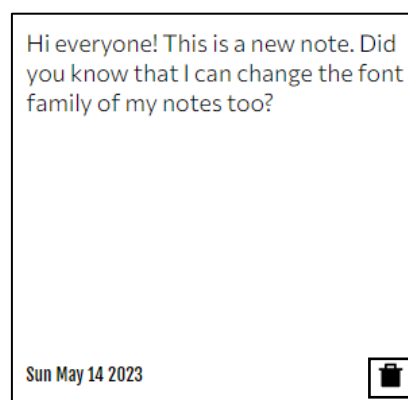 Hi everyone! This is a new note. Did
you know that I can change the font
family of my notes too?
Sun May 14 2023